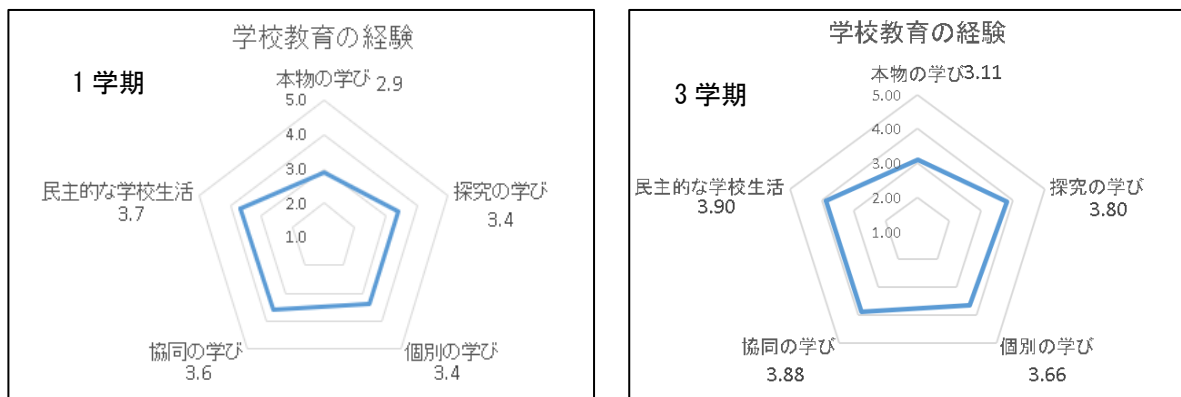 学校教育の経験
1学期
本物の学び 2.9
5.0
4.0
3.0
2.0
1.0
民主的な学校生活
3.7
探究の学び
3.4
協同の学び
3.6
個別の学び
3.4
学校教育の経験
3学期
本物の学び3.11
5.00
4.00
3.00
2.00
1.00
民主的な学校生活
3.90
探究の学び
3.80
協同の学び
3.88
個別の学び
3.66